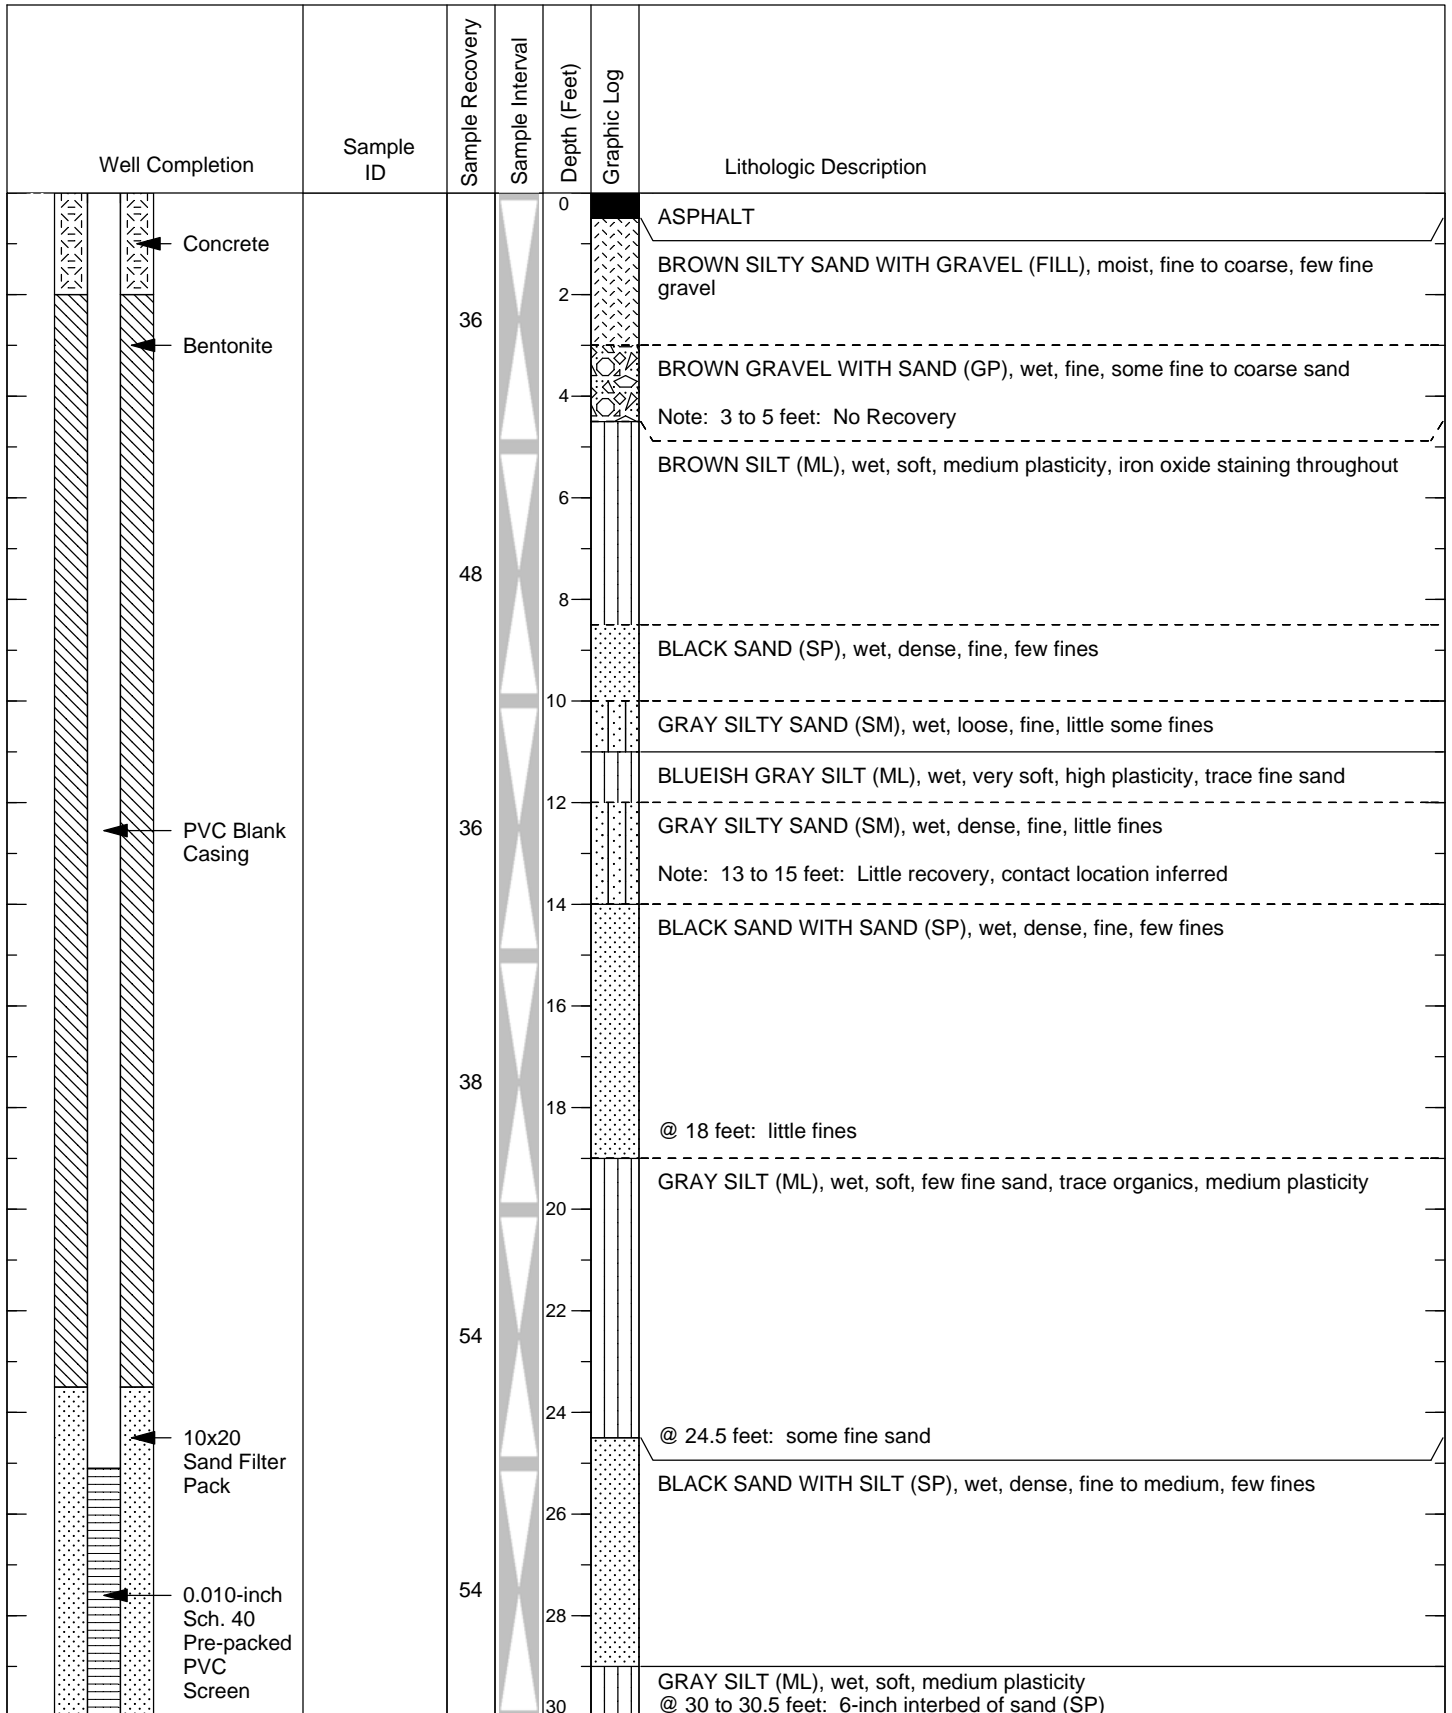 Well Completion
Sample
ID
Sample Recovery
Sample Interval
Depth (Feet)
Graphic Log
Lithologic Description
0
ASPHALT
Concrete
BROWN SILTY SAND WITH GRAVEL (FILL), moist, fine to coarse, few fine
gravel
2
36
Bentonite
BROWN GRAVEL WITH SAND (GP), wet, fine, some fine to coarse sand
4
Note: 3 to 5 feet: No Recovery
BROWN SILT (ML), wet, soft, medium plasticity, iron oxide staining throughout
6
48
8
BLACK SAND (SP), wet, dense, fine, few fines
10
GRAY SILTY SAND (SM), wet, loose, fine, little some fines
BLUEISH GRAY SILT (ML), wet, very soft, high plasticity, trace fine sand
12
PVC Blank
Casing
36
GRAY SILTY SAND (SM), wet, dense, fine, little fines
Note: 13 to 15 feet: Little recovery, contact location inferred
14
BLACK SAND WITH SAND (SP), wet, dense, fine, few fines
16
38
18
@ 18 feet: little fines
GRAY SILT (ML), wet, soft, few fine sand, trace organics, medium plasticity
20
22
54
24
10x20
Sand Filter
Pack
@ 24.5 feet: some fine sand
BLACK SAND WITH SILT (SP), wet, dense, fine to medium, few fines
26
54
0.010-inch
Sch. 40
Pre-packed
PVC
Screen
28
GRAY SILT (ML), wet, soft, medium plasticity
30
@ 30 to 30.5 feet: 6-inch interbed of sand (SP)